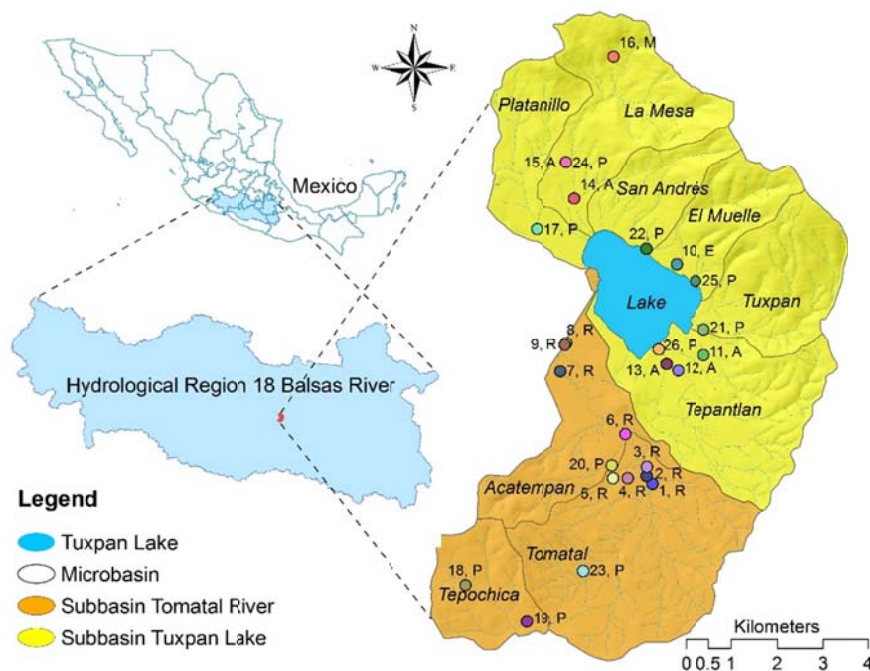 N
W
E
S
Mexico
Hydrological Region 18 Balsas River
Legend
Tuxpan Lake
Microbasin
Subbasin Tomatal River
Subbasin Tuxpan Lake
16, M
Platanillo
La Mesa
15, A
24, P
14, A
San Andrés
El Muelle
17, P
22, P
10, E
25, P
Lake
Tuxpan
21, P
8, R
9, R
26, P
11, A
13, A
12, A
7, R
Tepantlan
6, R
3, R
20, P
2, R
Acatempan
5, R
4, R
1, R
Tomatal
18, P
23, P
Tepochica
19, P
Kilometers
0 0.5 1 2 3 4